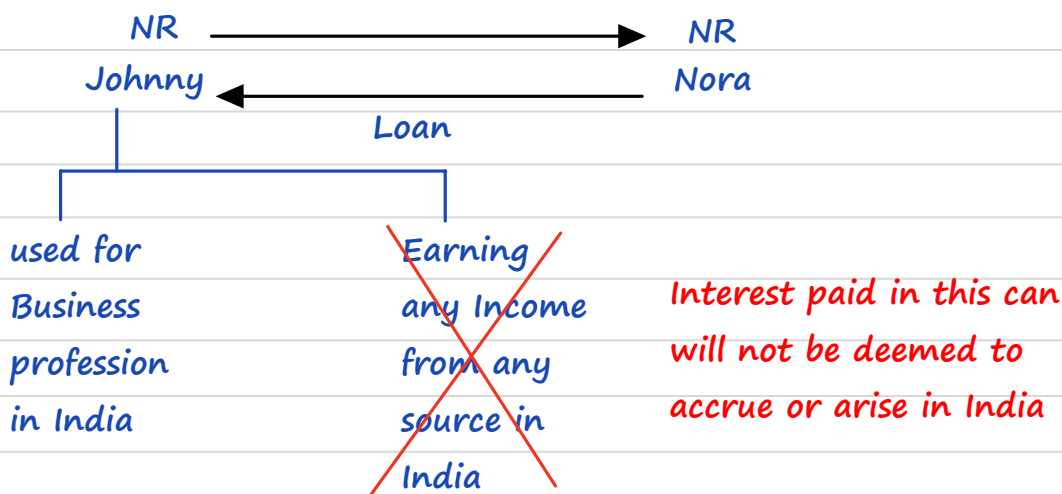 NR NR
Johnny Nora
Loan
used for
Business
profession
in India
Earning
any Income
from any
source in
India
Interest paid in this can
will not be deemed to
accrue or arise in India